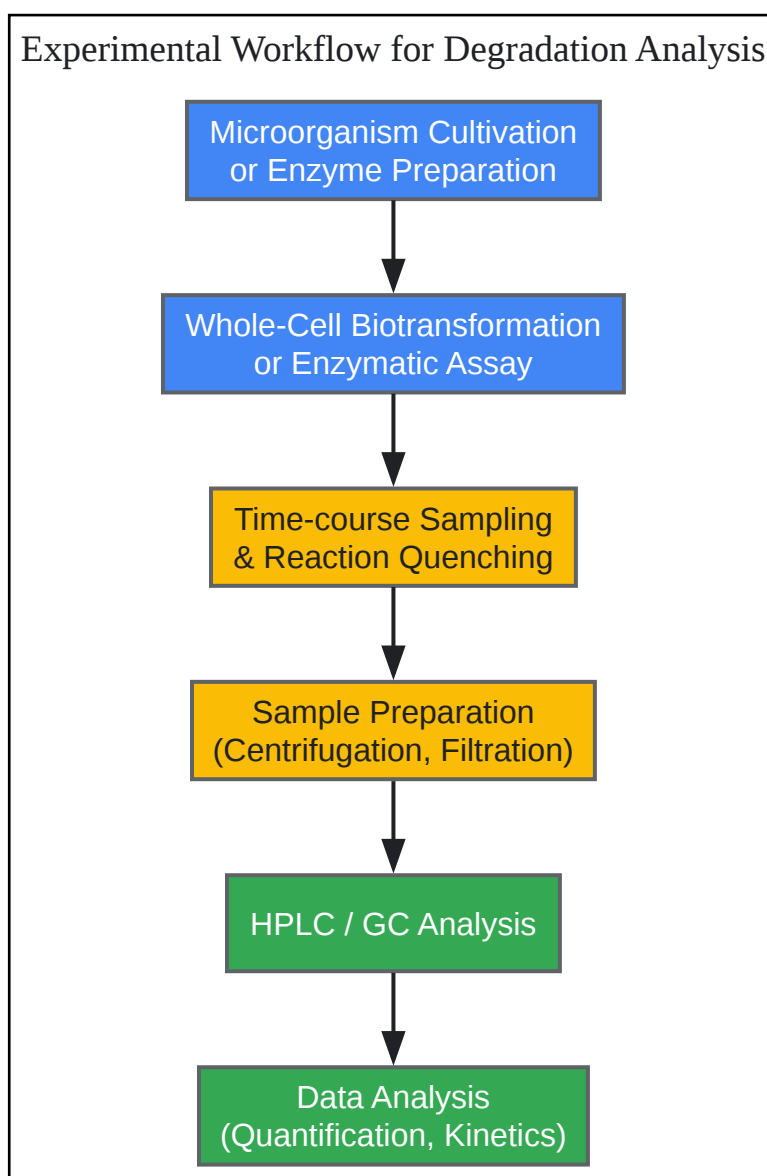 Experimental Workflow for Degradation Analysis
Microorganism Cultivation
or Enzyme Preparation
Whole-Cell Biotransformation
or Enzymatic Assay
Time-course Sampling
& Reaction Quenching
Sample Preparation
(Centrifugation, Filtration)
HPLC / GC Analysis
Data Analysis
(Quantification, Kinetics)